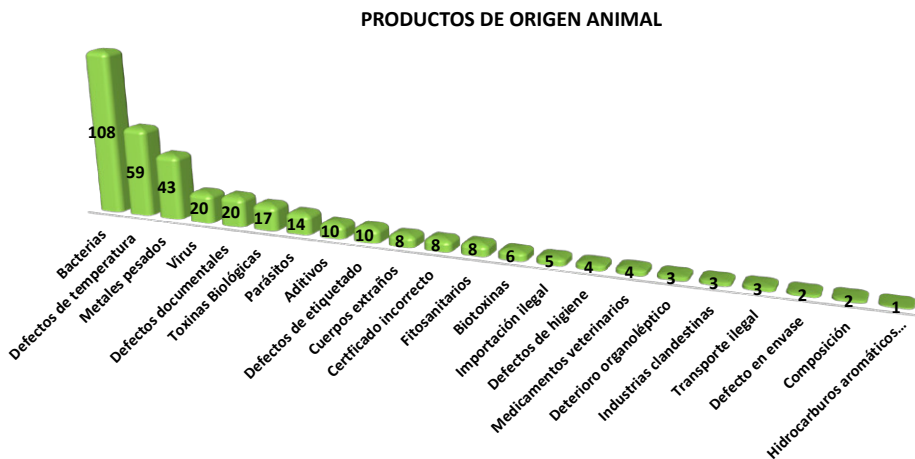 PRODUCTOS DE ORIGEN ANIMAL
108
59
43
20
20
17
14
10
10
8
8
8
6
5
4
4
3
3
3
2
2
1
Bacterias
Defectos de temperatura
Metales pesados
Virus
Defectos documentales
Toxinas Biológicas
Parásitos
Aditivos
Defectos de etiquetado
Cuerpos extraños
Certficado incorrecto
Fitosanitarios
Biotoxinas
Importación ilegal
Defectos de higiene
Medicamentos veterinarios
Deterioro organoléptico
Industrias clandestinas
Transporte ilegal
Defecto en envase
Composición
Hidrocarburos aromáticos...